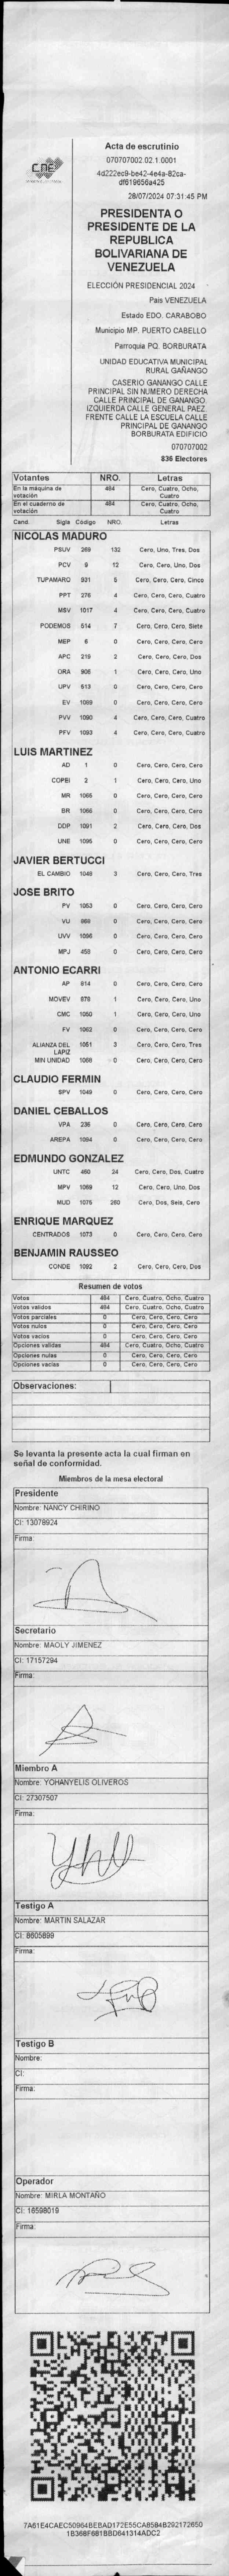 CNE
Acta de escrutinio
070707002.02.1.0001
4d222ec9-be42-4e4a-82ca-
df619656a425
28/07/2024 07:31:45 PM
PRESIDENTA O
PRESIDENTE DE LA
REPUBLICA
BOLIVARIANA DE
VENEZUELA
ELECCIÓN PRESIDENCIAL 2024
Pais VENEZUELA
Estado EDO. CARABOBO
Municipio MP. PUERTO CABELLO
Parroquia PQ. BORBURATA
UNIDAD EDUCATIVA MUNICIPAL
RURAL GAÑANGO
CASERIO GANANGO CALLE
PRINCIPAL SIN NUMERO DERECHA
CALLE PRINCIPAL DE GANANGO.
IZQUIERDA CALLE GENERAL PAEZ.
FRENTE CALLE LA ESCUELA CALLE
PRINCIPAL DE GANANGO
BORBURATA EDIFICIO
070707002
836 Electores
Votantes NRO. Letras
En la máquina de votación 484 Cero, Cuatro, Ocho, Cuatro
En el cuaderno de votación 484 Cero, Cuatro, Ocho, Cuatro
Cand. Sigla Codigo NRO. Letras
NICOLAS MADURO
PSUV 269 132 Cero, Uno, Tres, Dos
PCV 9 12 Cero, Cero, Uno, Dos
TUPAMARO 931 5 Cero, Cero, Cero, Cinco
PPT 276 4 Cero, Cero, Cero, Cuatro
MSV 1017 4 Cero, Cero, Cero, Cuatro
PODEMOS 514 7 Cero, Cero, Cero, Siete
MEP 6 0 Cero, Cero, Cero, Cero
APC 219 2 Cero, Cero, Cero, Dos
ORA 906 1 Cero, Cero, Cero, Uno
UPV 613 0 Cero, Cero, Cero, Cero
EV 1069 0 Cero, Cero, Cero, Cero
PVV 1090 4 Cero, Cero, Cero, Cuatro
PFV 1093 4 Cero, Cero, Cero, Cuatro
LUIS MARTINEZ
AD 1 0 Cero, Cero, Cero, Cero
COPEI 2 1 Cero, Cero, Cero, Uno
MR 1065 0 Cero, Cero, Cero, Cero
BR 1066 0 Cero, Cero, Cero, Cero
DDP 1091 2 Cero, Cero, Cero, Dos
UNE 1095 0 Cero, Cero, Cero, Cero
JAVIER BERTUCCI
EL CAMBIO 1048 3 Cero, Cero, Cero, Tres
JOSE BRITO
PV 1053 0 Cero, Cero, Cero, Cero
VU 0 Cero, Cero, Cero, Cero
UVV 1096 0 Cero, Cero, Cero, Cero
MPJ 458 0 Cero, Cero, Cero, Cero
ANTONIO ECARRI
AP 814 0 Cero, Cero, Cero, Cero
MOVEV 879 1 Cero, Cero, Cero, Uno
CMC 1050 1 Cero, Cero, Cero, Uno
FV 1062 0 Cero, Cero, Cero, Cero
ALIANZA DEL LAPIZ 1051 3 Cero, Cero, Cero, Tres
MIN UNIDAD 1068 0 Cero, Cero, Cero, Cero
CLAUDIO FERMIN
SPV 1049 0 Cero, Cero, Cero, Cero
DANIEL CEBALLOS
VPA 236 0 Cero, Cero, Cero, Cero
AREPA 1094 0 Cero, Cero, Cero, Cero
EDMUNDO GONZALEZ
UNTC 460 24 Cero, Cero, Dos, Cuatro
MPV 1089 12 Cero, Cero, Uno, Dos
MUD 1075 260 Cero, Dos, Seis, Cero
ENRIQUE MARQUEZ
CENTRADOS 1073 0 Cero, Cero, Cero, Cero
BENJAMIN RAUSSEO
CONDE 1092 2 Cero, Cero, Cero, Dos
Resumen de votos
Votos 484 Cero, Cuatro, Ocho, Cuatro
Votos validos 484 Cero, Cuatro, Ocho, Cuatro
Votos parciales 0 Cero, Cero, Cero, Cero
Votos nulos 0 Cero, Cero, Cero, Cero
Votos vacios 0 Cero, Cero, Cero, Cero
Opciones validas 484 Cero, Cuatro, Ocho, Cuatro
Opciones nulas 0 Cero, Cero, Cero, Cero
Opciones vacias 0 Cero, Cero, Cero, Cero
Observaciones:
Se levanta la presente acta la cual firman en
señal de conformidad.
Miembros de la mesa electoral
Presidente
Nombre: NANCY CHIRINO
CI: 13078924
Firma:
Secretario
Nombre: MAOLY JIMENEZ
CI: 17157294
Firma:
Miembro A
Nombre: YOHANYELIS OLIVEROS
CI: 27307507
Firma:
Testigo A
Nombre: MARTIN SALAZAR
CI: 8605899
Firma:
Testigo B
Nombre:
CI:
Firma:
Operador
Nombre: MIRLA MONTAÑO
CI: 16598019
Firma:
7A61E4CAEC50964BEBAD172E55CA8584B292172650
1B368F681BBD641314ADC2